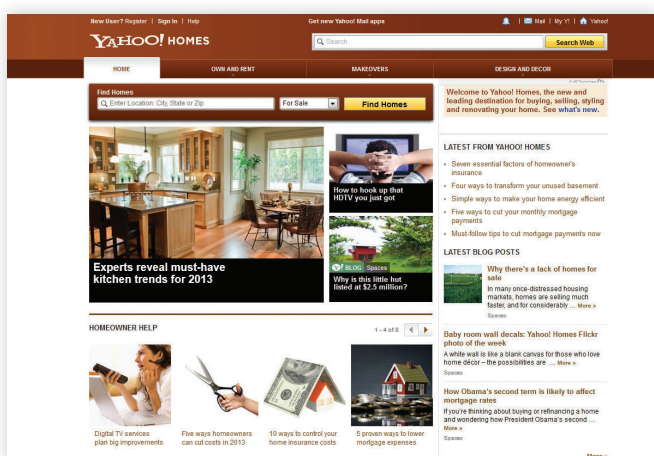 New User? Register | Sign In | Help
Get new Yahoo! Mail apps
Mail | My Y! | Yahoo!
YAHOO! HOMES
Search
Search Web
HOME
OWN AND RENT
MAKEOVERS
DESIGN AND DECOR
Find Homes
Enter Location: City, State or Zip
For Sale
Find Homes
Welcome to Yahoo! Homes, the new and
leading destination for buying, selling, styling
and renovating your home. See what's new.
How to hook up that
HDTV you just got
Y! BLOG Spaces
Why is this little hut
listed at $2.5 million?
Experts reveal must-have
kitchen trends for 2013
LATEST FROM YAHOO! HOMES
Seven essential factors of homeowner's
insurance
Four ways to transform your unused basement
Simple ways to make your home energy efficient
Five ways to cut your monthly mortgage
payments
Must-follow tips to cut mortgage payments now
LATEST BLOG POSTS
Why there's a lack of homes for
sale
In many once-distressed housing
markets, homes are selling much
faster, and for considerably ... More »
Spaces
Baby room wall decals: Yahoo! Homes Flickr
photo of the week
A white wall is like a blank canvas for those who love
home décor – the possibilities are ... More »
Spaces
How Obama's second term is likely to affect
mortgage rates
If you're thinking about buying or refinancing a home
and wondering how President Obama's second ...
More »
Spaces
HOMEOWNER HELP
1 - 4 of 8
Digital TV services
plan big improvements
Five ways homeowners
can cut costs in 2013
10 ways to control your
home insurance costs
5 proven ways to lower
mortgage expenses